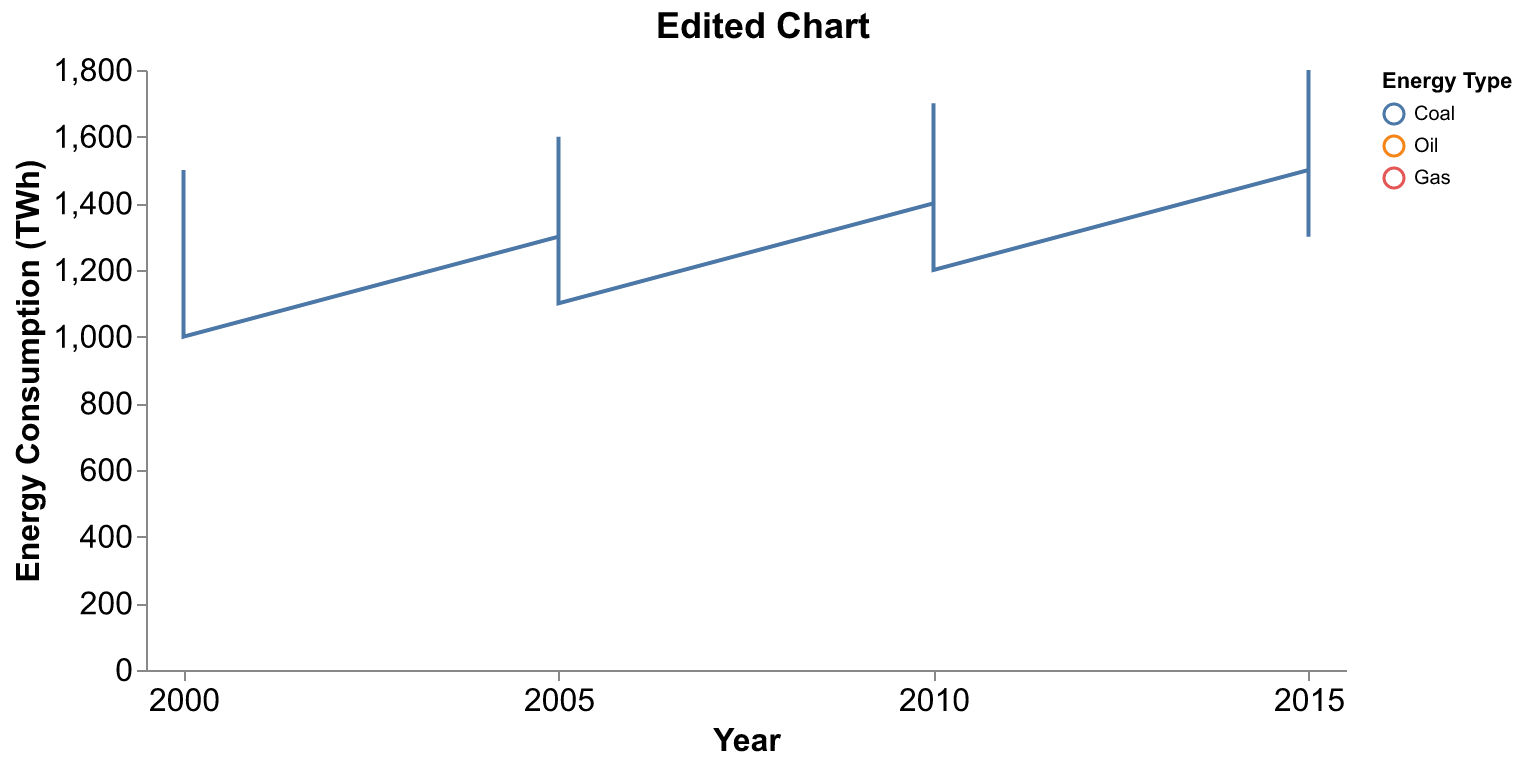 Edited Chart
Energy Consumption (TWh)
1,800
1,600
1,400
1,200
1,000
800
600
400
200
0
2000 2005 2010 2015
Year
Energy Type
Coal
Oil
Gas